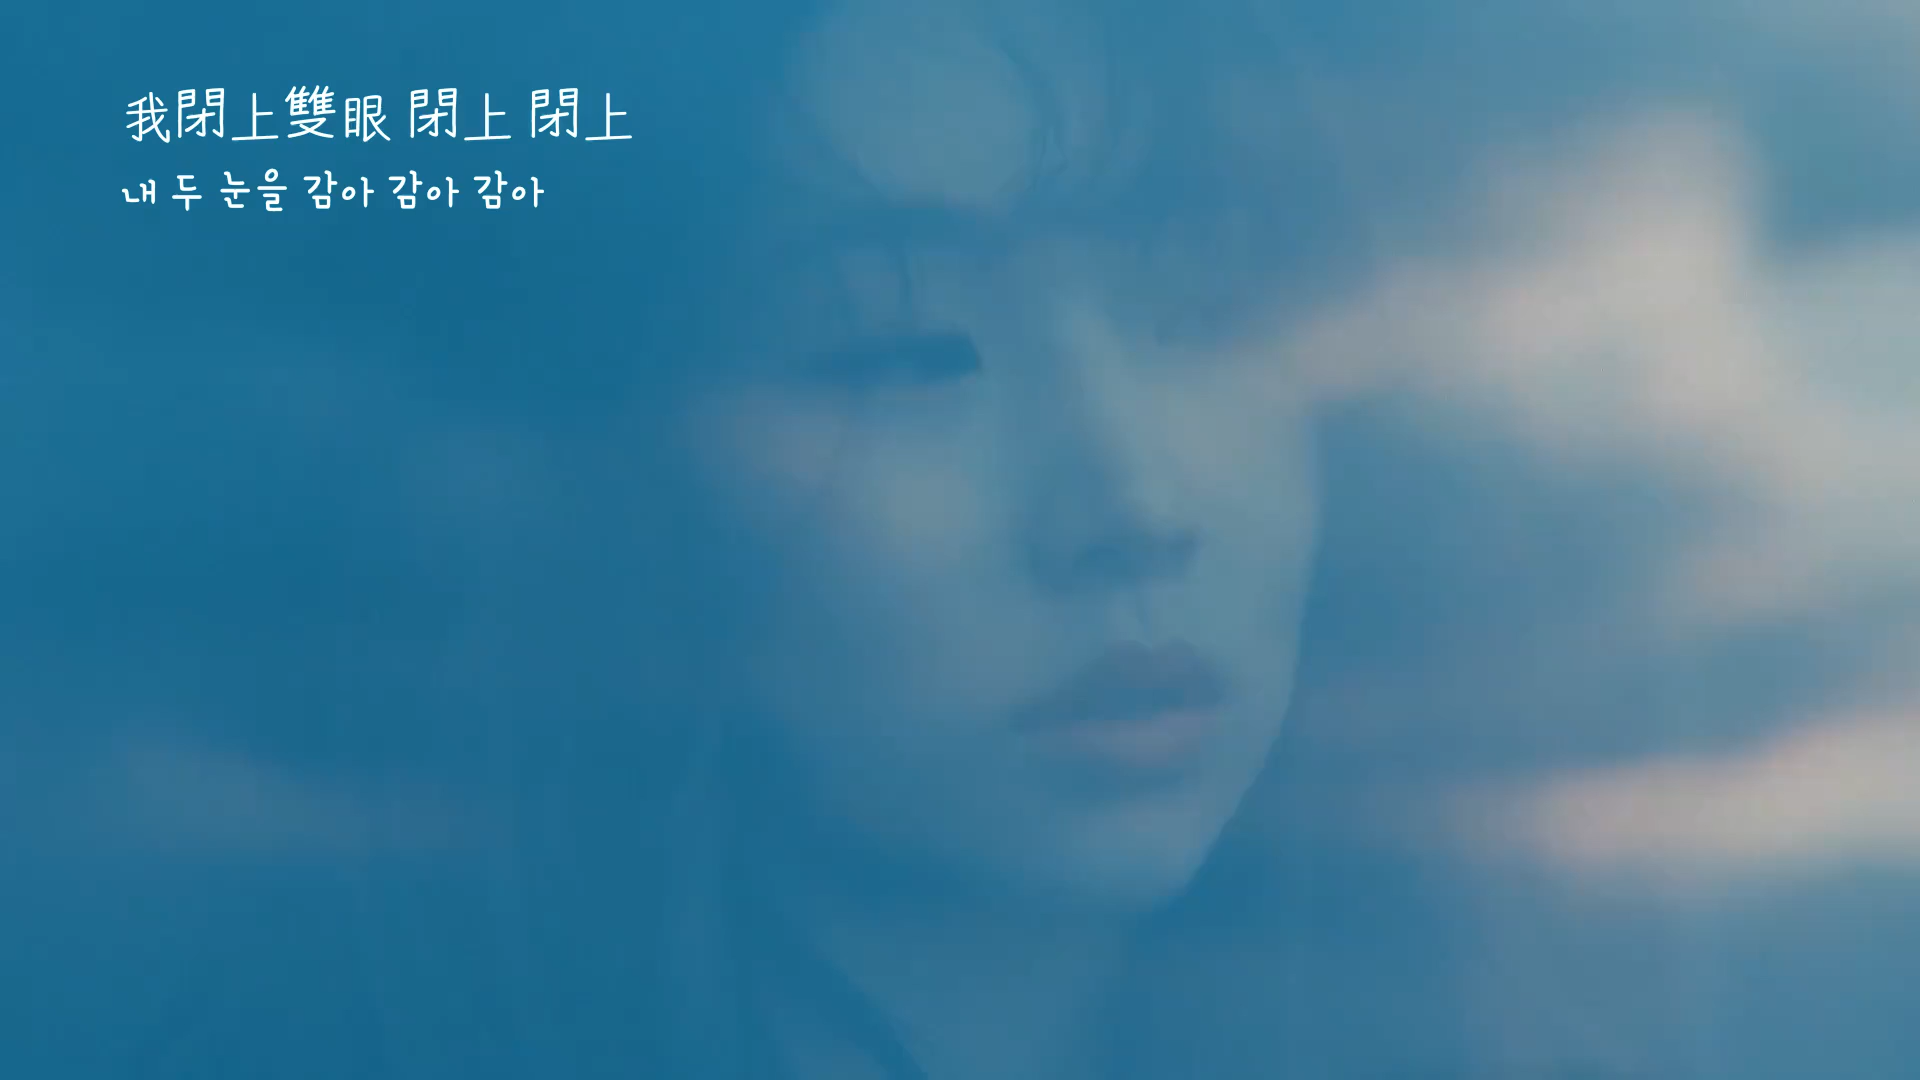 我閉上雙眼 閉上 閉上
내 두 눈을 감아 감아 감아